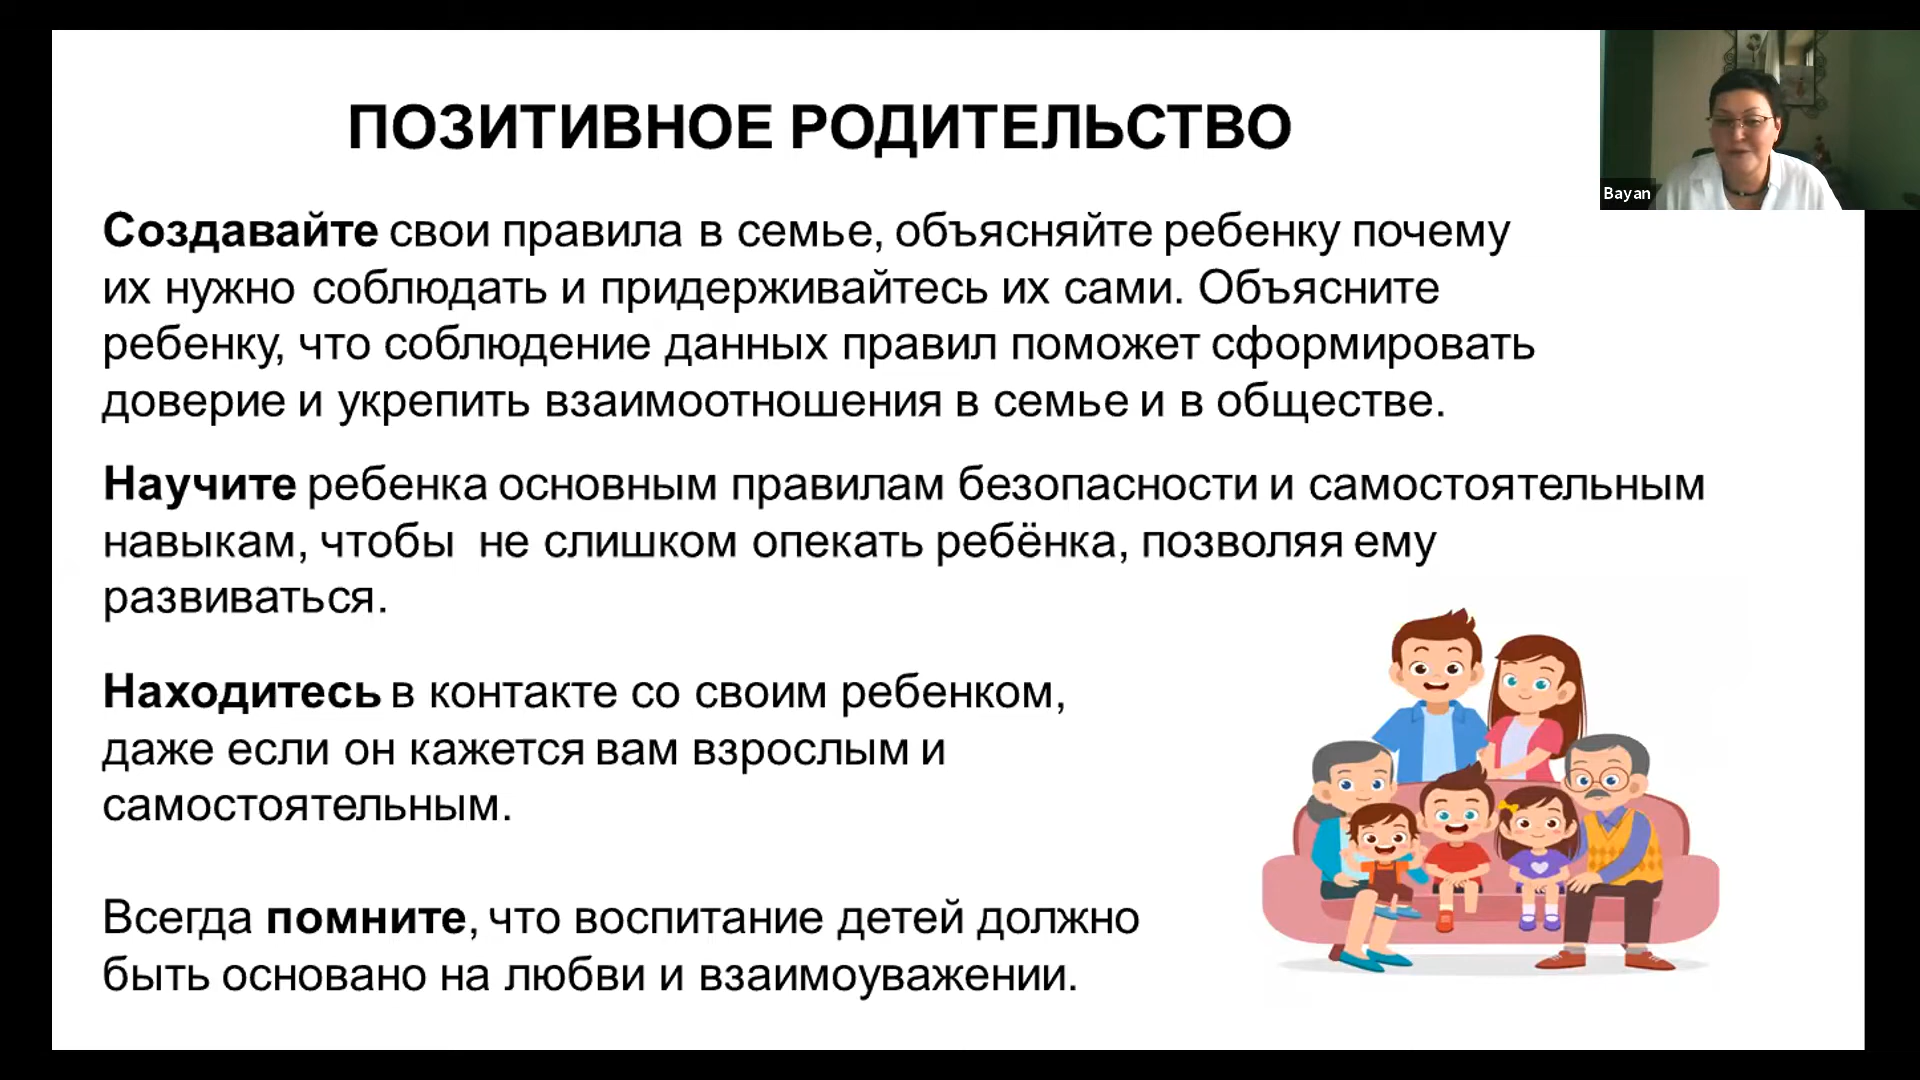 ПОЗИТИВНОЕ РОДИТЕЛЬСТВО
Bayan
Создавайте свои правила в семье, объясняйте ребенку почему
их нужно соблюдать и придерживайтесь их сами. Объясните
ребенку, что соблюдение данных правил поможет сформировать
доверие и укрепить взаимоотношения в семье и в обществе.
Научите ребенка основным правилам безопасности и самостоятельным
навыкам, чтобы не слишком опекать ребёнка, позволяя ему
развиваться.
Находитесь в контакте со своим ребенком,
даже если он кажется вам взрослым и
самостоятельным.
Всегда помните, что воспитание детей должно
быть основано на любви и взаимоуважении.